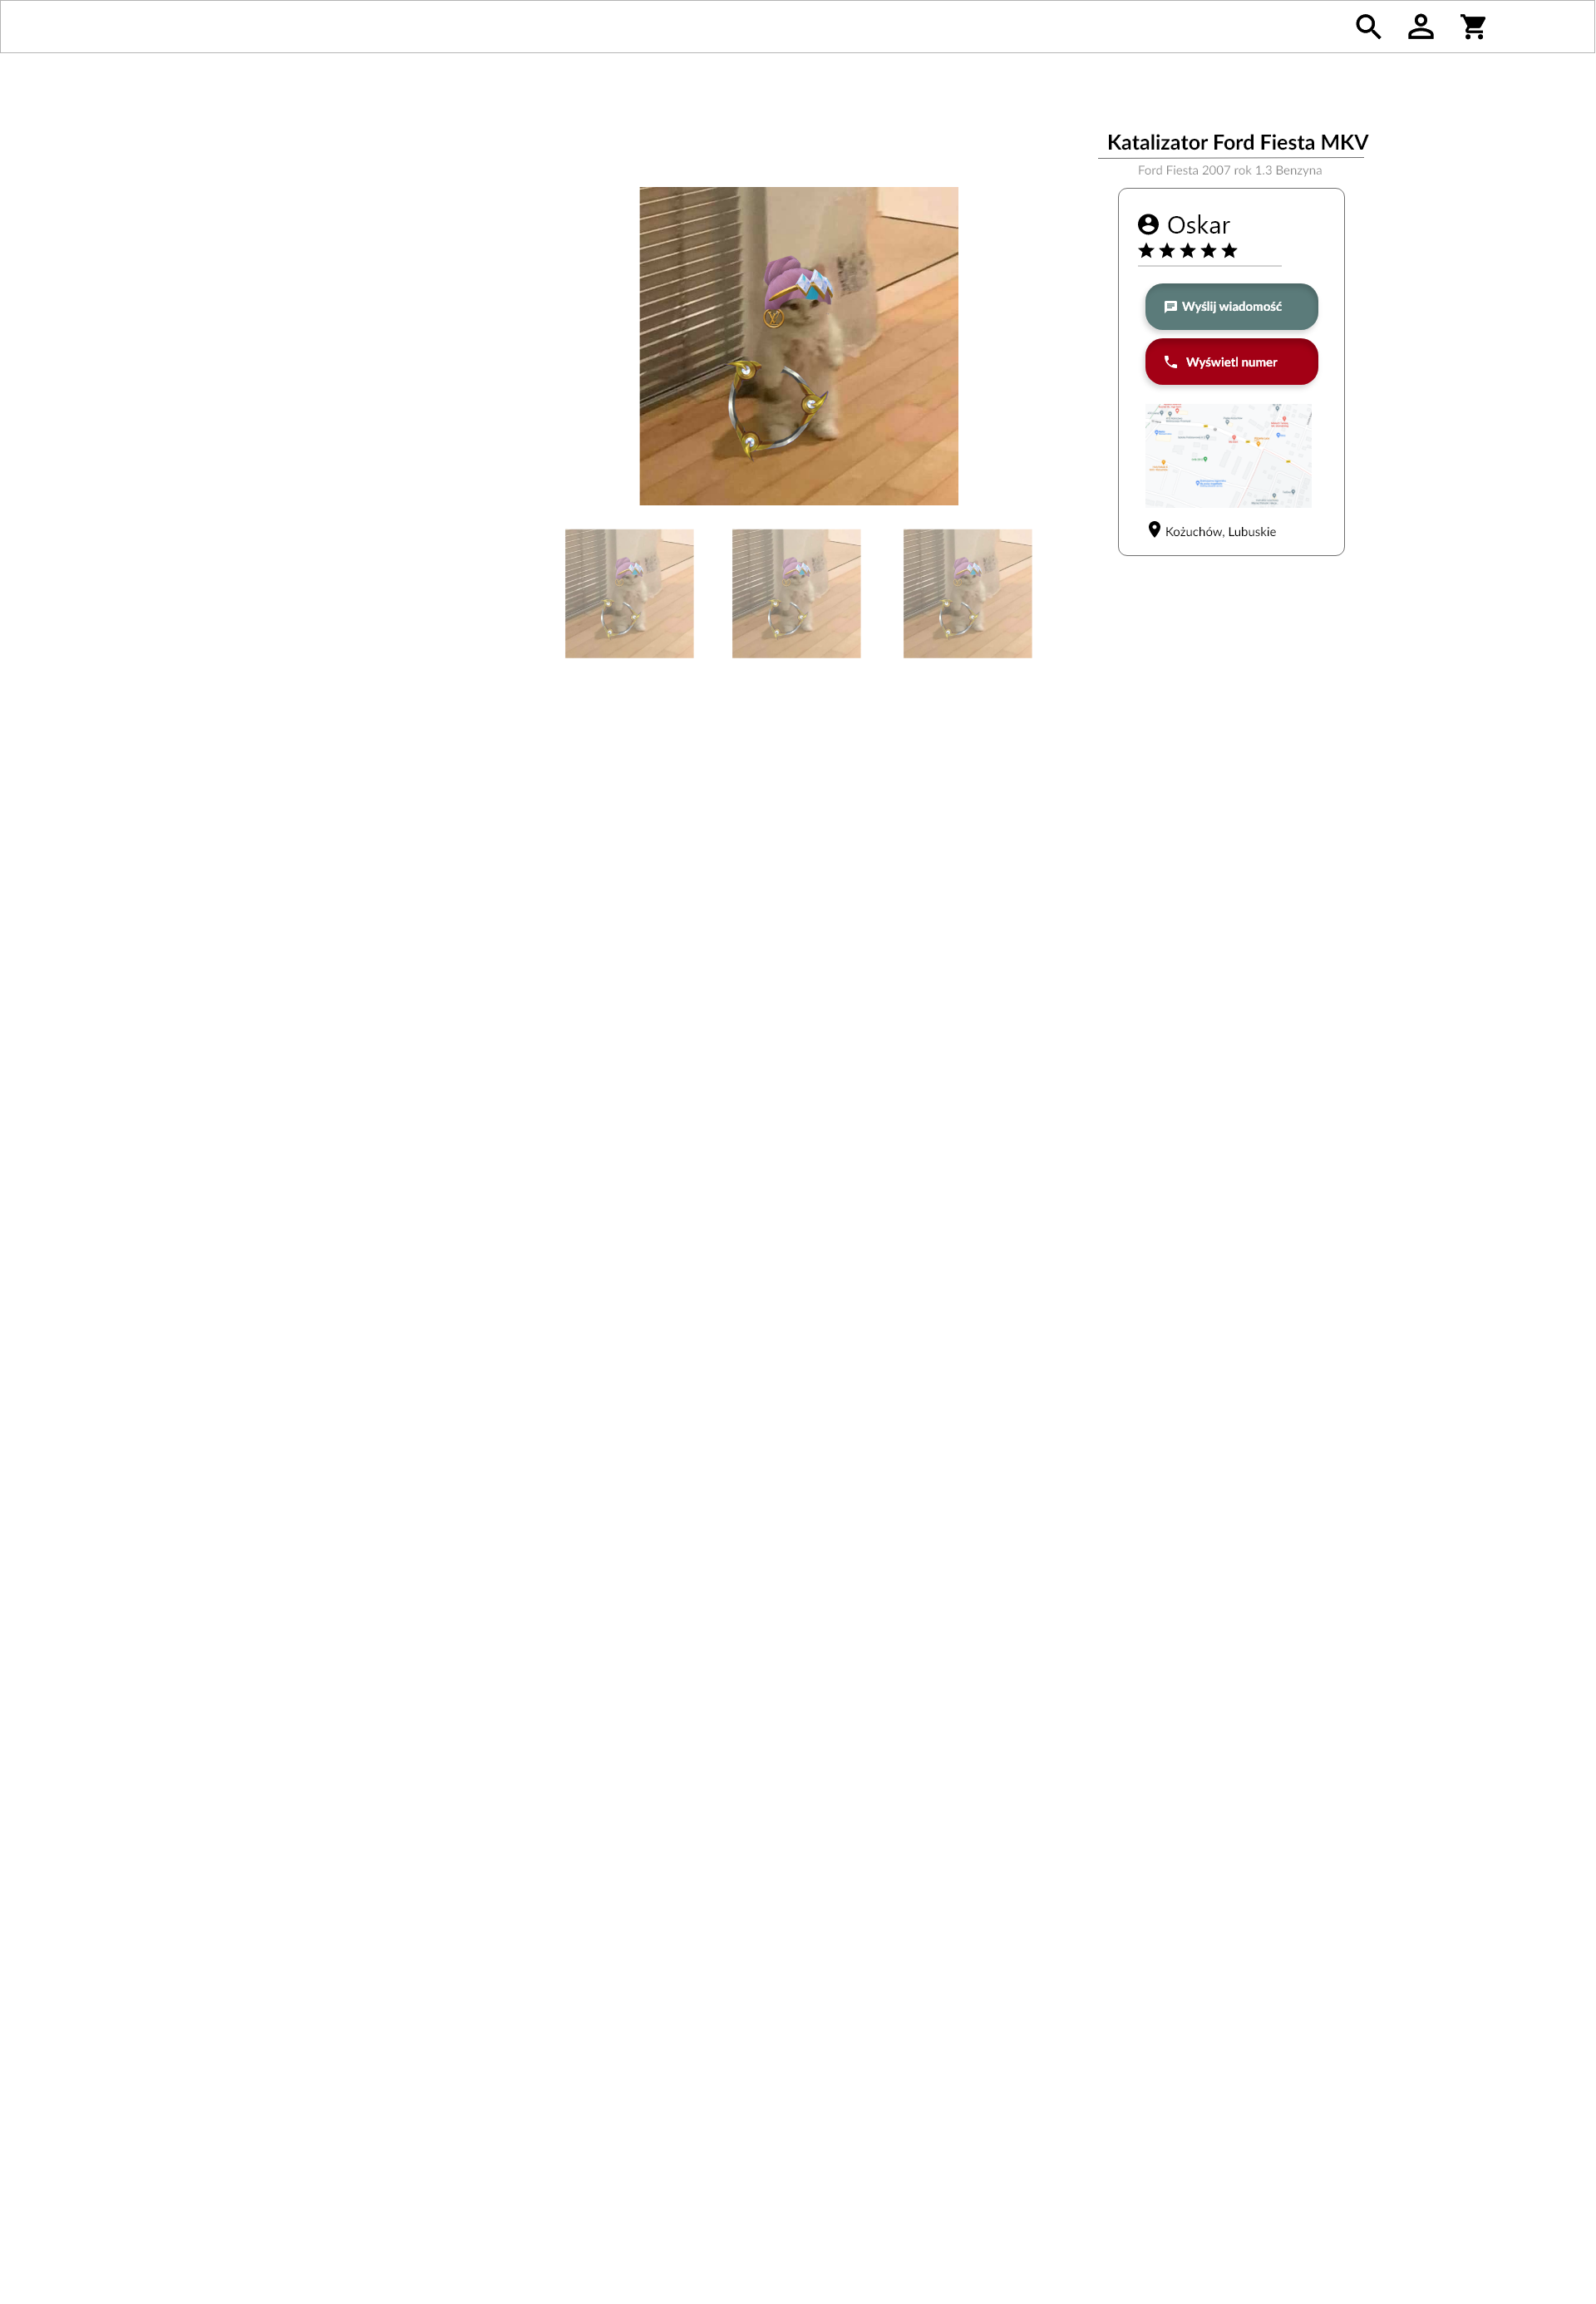 Katalizator Ford Fiesta MKV
Ford Fiesta 2007 rok 1.3 Benzyna
Oskar
Wyślij wiadomość
Wyświetl numer
Kożuchów, Lubuskie